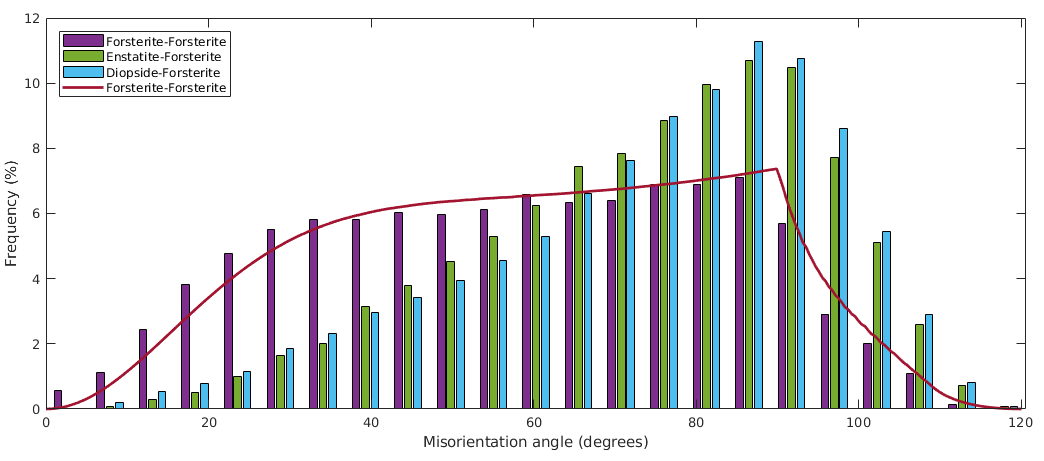 12
10
8
6
4
2
0
Frequency (%)
Forsterite-Forsterite
Enstatite-Forsterite
Diopside-Forsterite
Forsterite-Forsterite
0 20 40 60 80 100 120
Misorientation angle (degrees)